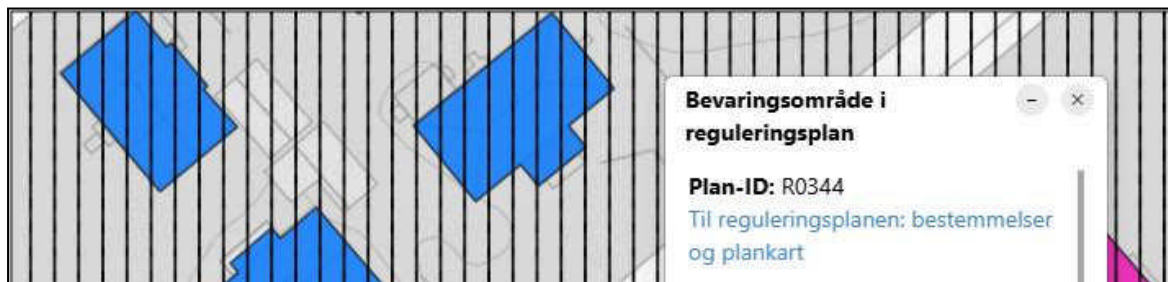 Bevaringsområde i
reguleringsplan
Plan-ID: R0344
Til reguleringsplanen: bestemmelser
og plankart